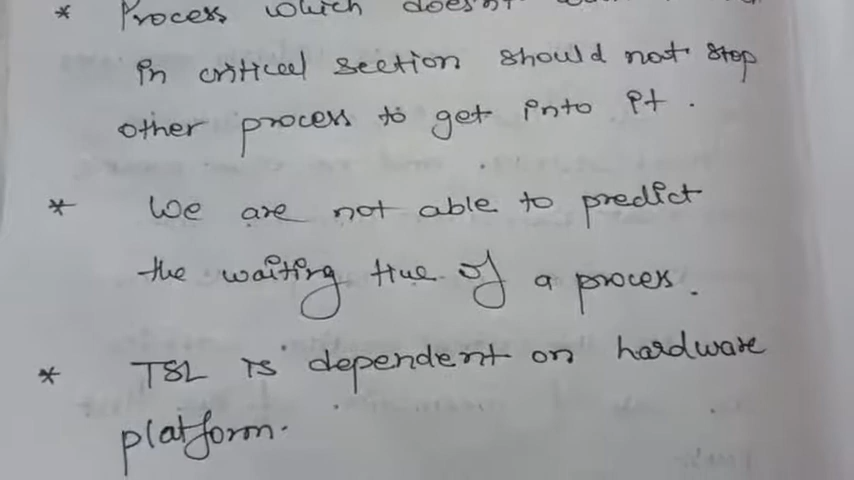 * Process which doesn't
in critical section should not stop
other process to get into it.
* We are not able to predict
the waiting time of a process.
* TSL is dependent on hardware
platform.